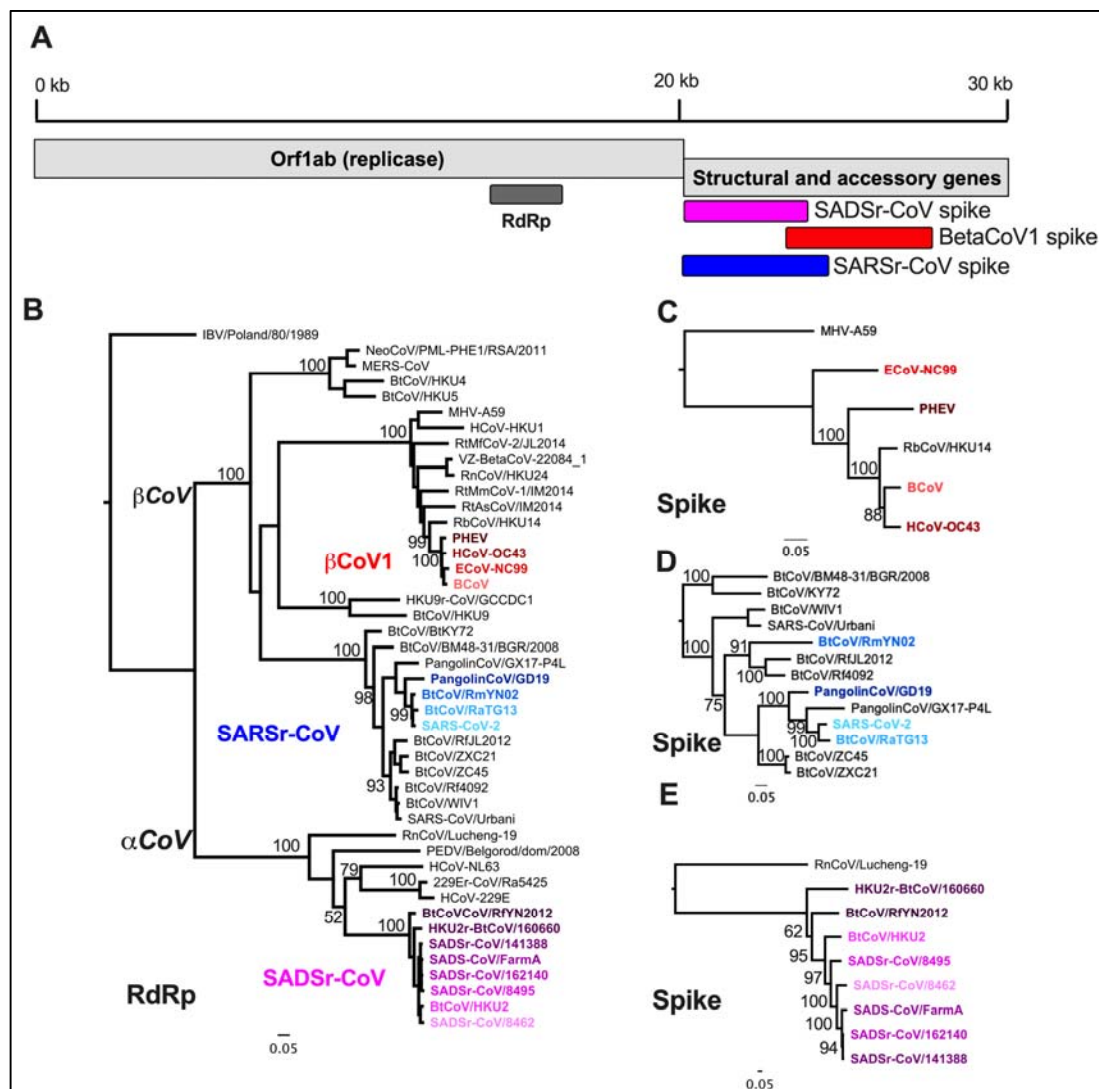 A
0 kb
20 kb
30 kb
Orf1ab (replicase)
Structural and accessory genes
RdRp
SADSr-CoV spike
BetaCoV1 spike
SARSr-CoV spike
B
IBV/Poland/80/1989
NeoCoV/PML-PHE1/RSA/2011
100
MERS-CoV
BtCoV/HKU4
BtCoV/HKU5
MHV-A59
100
HCoV-HKU1
RtMfCoV-2/JL2014
100
VZ-BetaCoV-22084_1
βCoV
RnCoV/HKU24
RtMmCoV-1/IM2014
RtAsCoV/IM2014
RbCoV/HKU14
99
PHEV
βCoV1
100
HCoV-OC43
ECoV-NC99
BCoV
100
HKU9r-CoV/GCCDC1
BtCoV/HKU9
BtCoV/BtKY72
100
BtCoV/BM48-31/BGR/2008
PangolinCoV/GX17-P4L
PangolinCoV/GD19
98
BtCoV/RmYN02
99
BtCoV/RaTG13
SARSr-CoV
SARS-CoV-2
BtCoV/RfJL2012
BtCoV/ZXC21
BtCoV/ZC45
93
BtCoV/Rf4092
BtCoV/WIV1
αCoV
SARS-CoV/Urbani
RnCoV/Lucheng-19
100
PEDV/Belgorod/dom/2008
79
HCoV-NL63
229Er-CoV/Ra5425
100
HCOV-229E
52
BtCoVCoV/RfYN2012
100
HKU2r-BtCoV/160660
SADSr-CoV/141388
SADS-CoV/FarmA
SADSr-CoV
SADSr-CoV/162140
RdRp
SADSr-CoV/8495
BtCoV/HKU2
SADSr-CoV/8462
0.05
C
MHV-A59
ECoV-NC99
PHEV
100
RbCoV/HKU14
100
BCoV
Spike
88
HCoV-OC43
0.05
D
BtCoV/BM48-31/BGR/2008
100
BtCoV/KY72
BtCoV/WIV1
100
SARS-CoV/Urbani
91
BtCoV/RmYN02
BtCoV/RfJL2012
100
BtCoV/Rf4092
PangolinCoV/GD19
75
100
PangolinCoV/GX17-P4L
99
SARS-CoV-2
Spike
100
BtCoV/RaTG13
100
BtCoV/ZC45
BtCoV/ZXC21
0.05
E
RnCoV/Lucheng-19
HKU2r-BtCoV/160660
BtCoV/RfYN2012
62
BtCoV/HKU2
95
SADSr-CoV/8495
97
SADSr-CoV/8462
100
SADS-CoV/FarmA
100
SADSr-CoV/162140
94
SADSr-CoV/141388
Spike
0.05